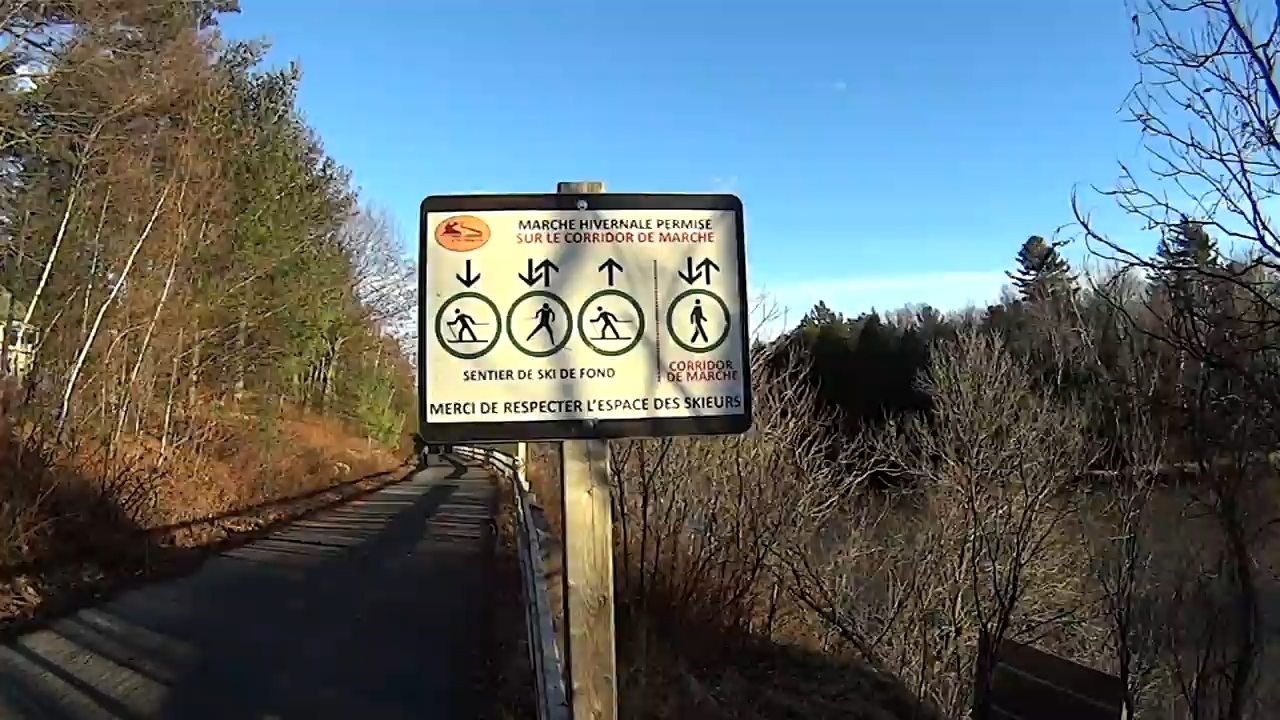 MARCHE HIVERNALE PERMISE
SUR LE CORRIDOR DE MARCHE
SENTIER DE SKI DE FOND
CORRIDOR
DE MARCHE
MERCI DE RESPECTER L'ESPACE DES SKIEURS